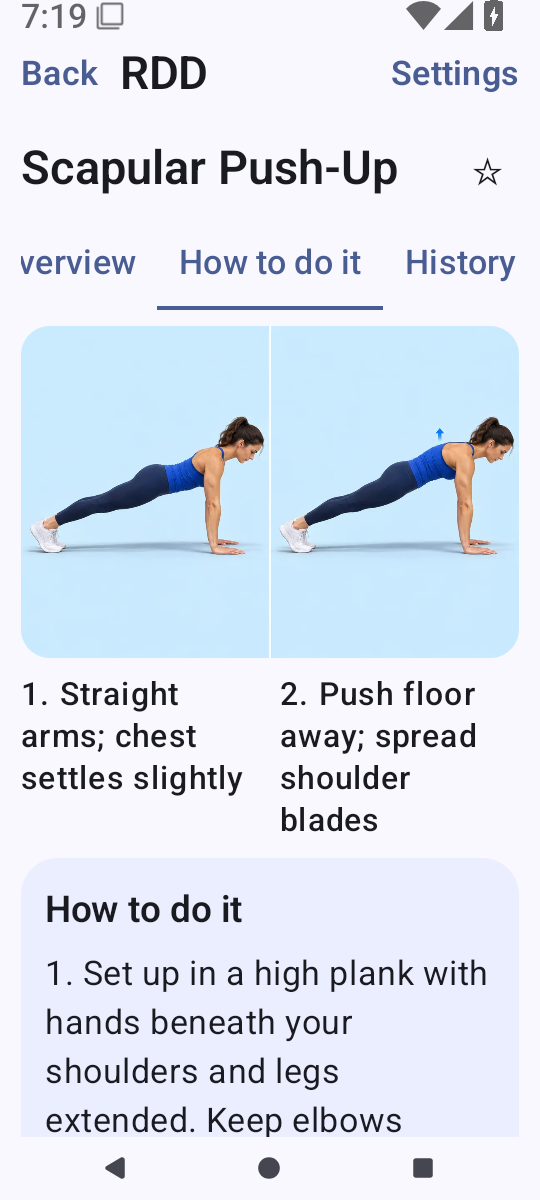 7:19
Back RDD Settings
Scapular Push-Up ☆
verview How to do it History
1. Straight
arms; chest
settles slightly
2. Push floor
away; spread
shoulder
blades
How to do it
1. Set up in a high plank with
hands beneath your
shoulders and legs
extended. Keep elbows